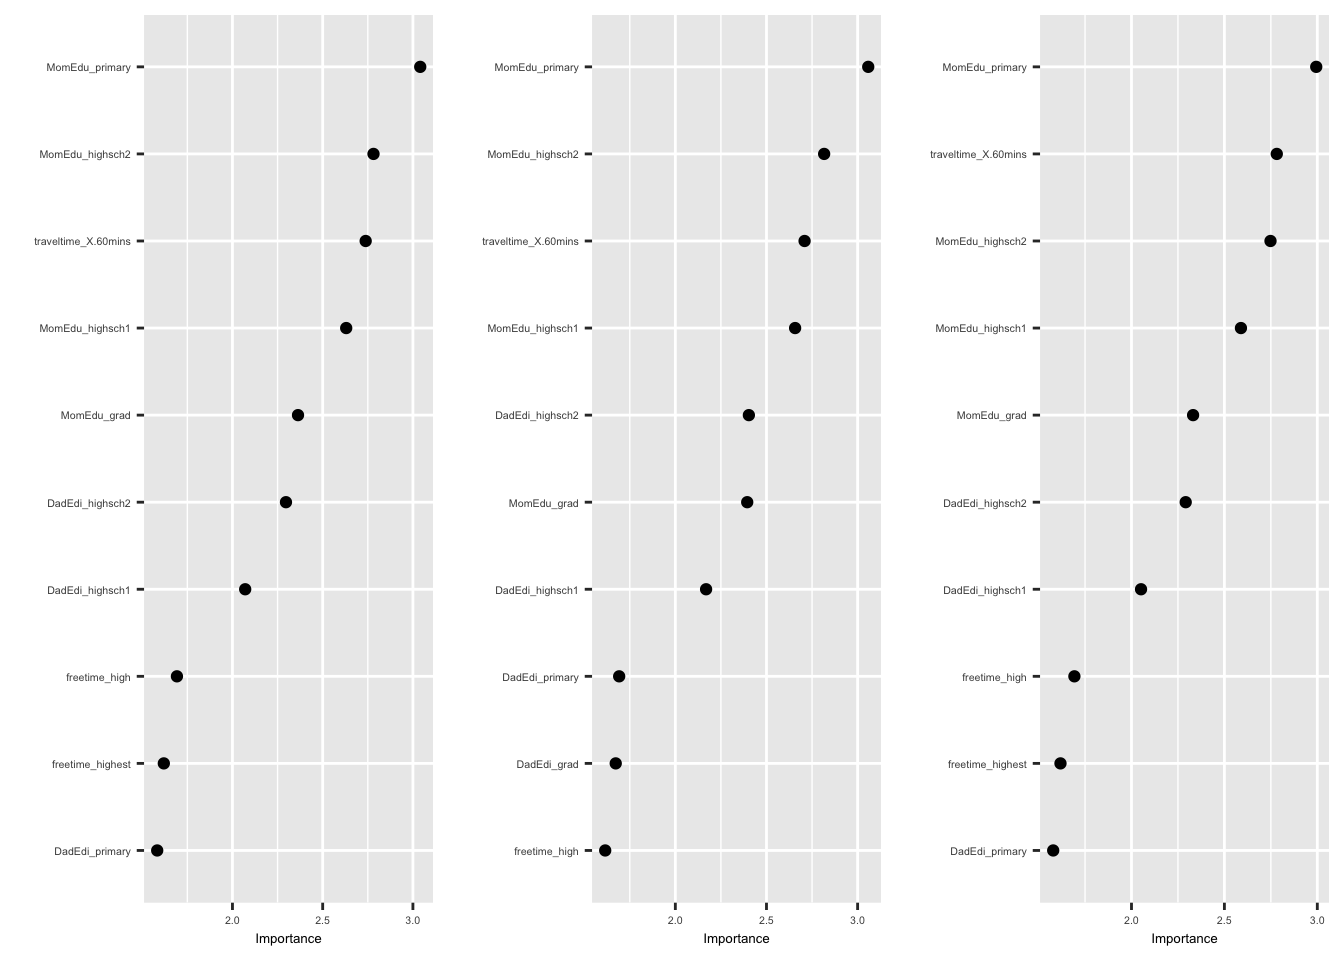 MomEdu_primary
MomEdu_highsch2
traveltime_X.60mins
MomEdu_highsch1
MomEdu_grad
DadEdi_highsch2
DadEdi_highsch1
freetime_high
freetime_highest
DadEdi_primary
2.0 2.5 3.0
Importance
MomEdu_primary
MomEdu_highsch2
traveltime_X.60mins
MomEdu_highsch1
DadEdi_highsch2
MomEdu_grad
DadEdi_highsch1
DadEdi_primary
DadEdi_grad
freetime_high
2.0 2.5 3.0
Importance
MomEdu_primary
traveltime_X.60mins
MomEdu_highsch2
MomEdu_highsch1
MomEdu_grad
DadEdi_highsch2
DadEdi_highsch1
freetime_high
freetime_highest
DadEdi_primary
2.0 2.5 3.0
Importance